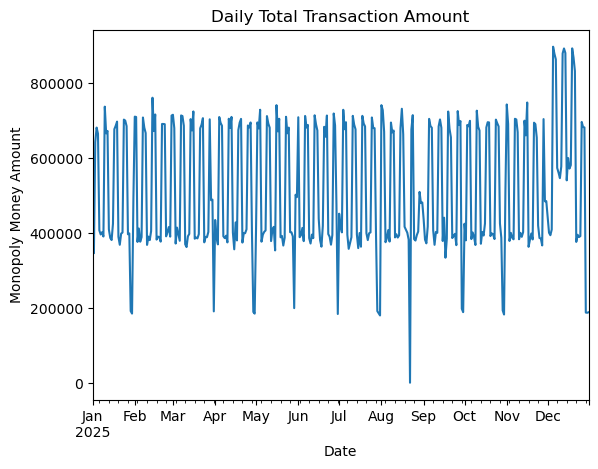 Daily Total Transaction Amount
Monopoly Money Amount
800000
600000
400000
200000
0
Jan Feb Mar Apr May Jun Jul Aug Sep Oct Nov Dec
2025
Date